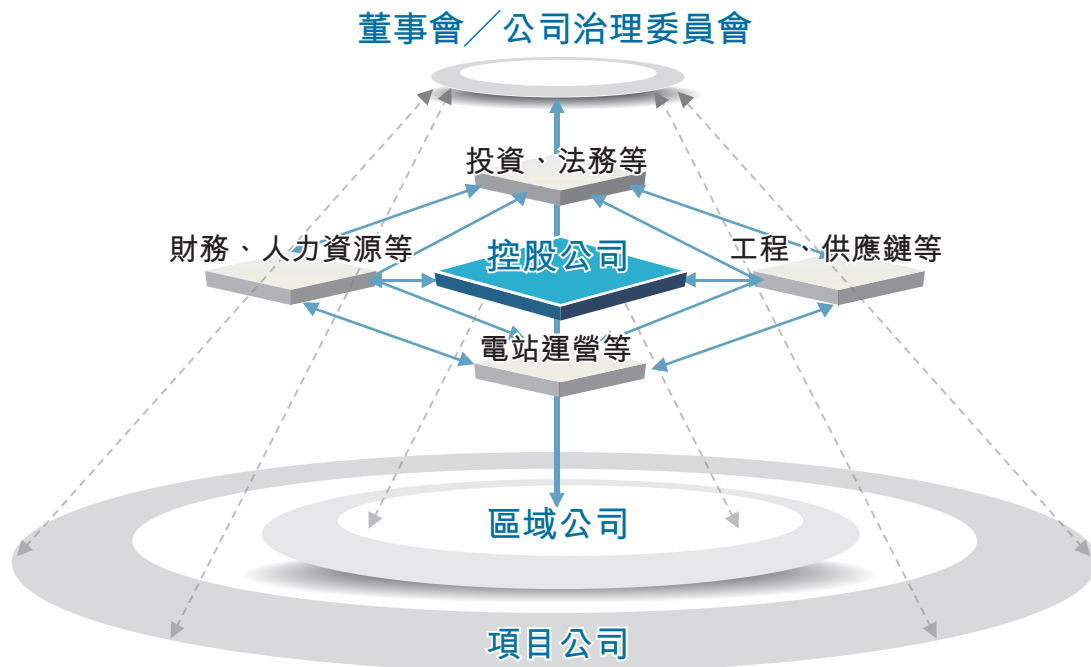 董事會／公司治理委員會
投資、法務等
財務、人力資源等
控股公司
工程、供應鏈等
電站運營等
區域公司
項目公司